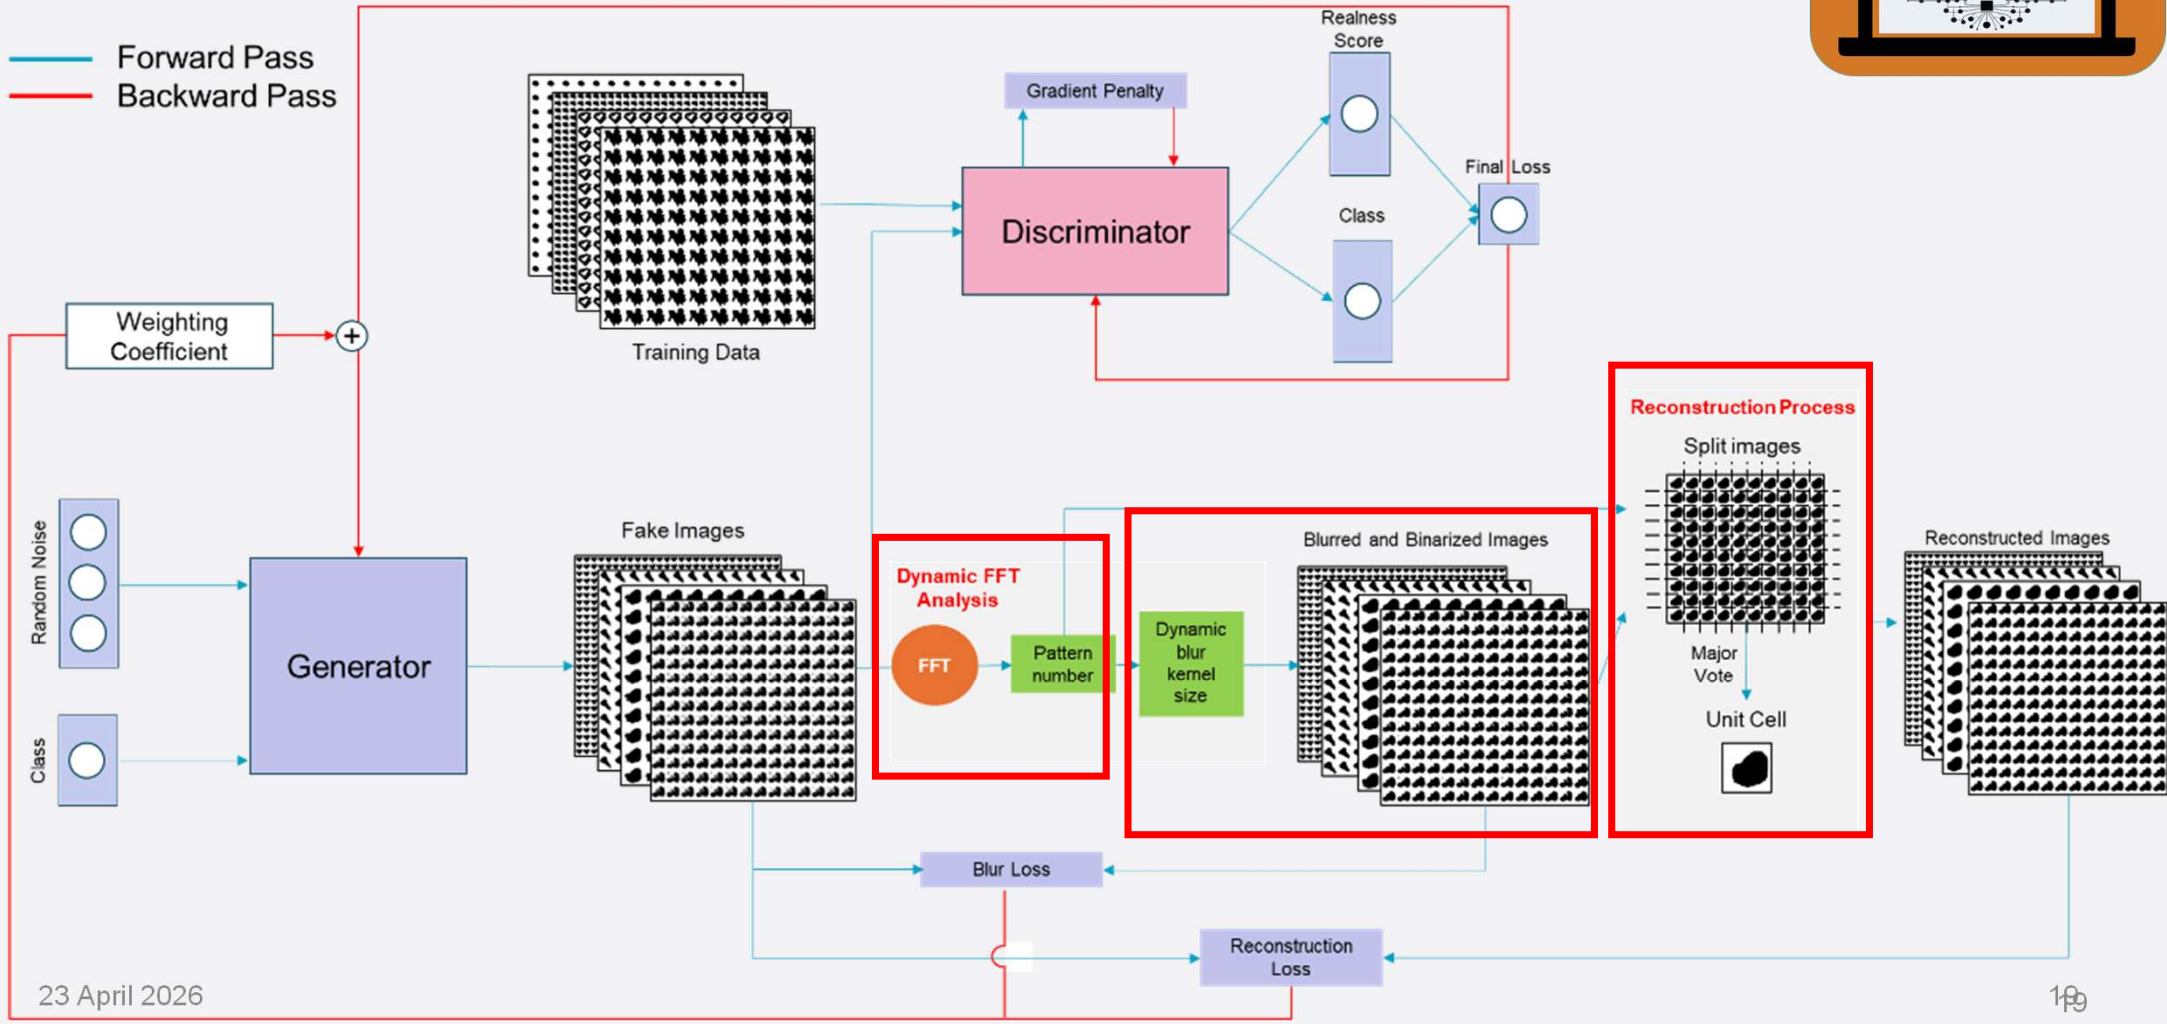 Forward Pass
Backward Pass
Realness
Score
Gradient Penalty
Final Loss
Discriminator
Class
Training Data
Weighting
Coefficient
+
Reconstruction Process
Split images
Major
Vote
Unit Cell
Random Noise
Class
Generator
Fake Images
Dynamic FFT
Analysis
FFT
Pattern
number
Dynamic
blur
kernel
size
Blurred and Binarized Images
Reconstructed Images
Blur Loss
Reconstruction
Loss
23 April 2026
19